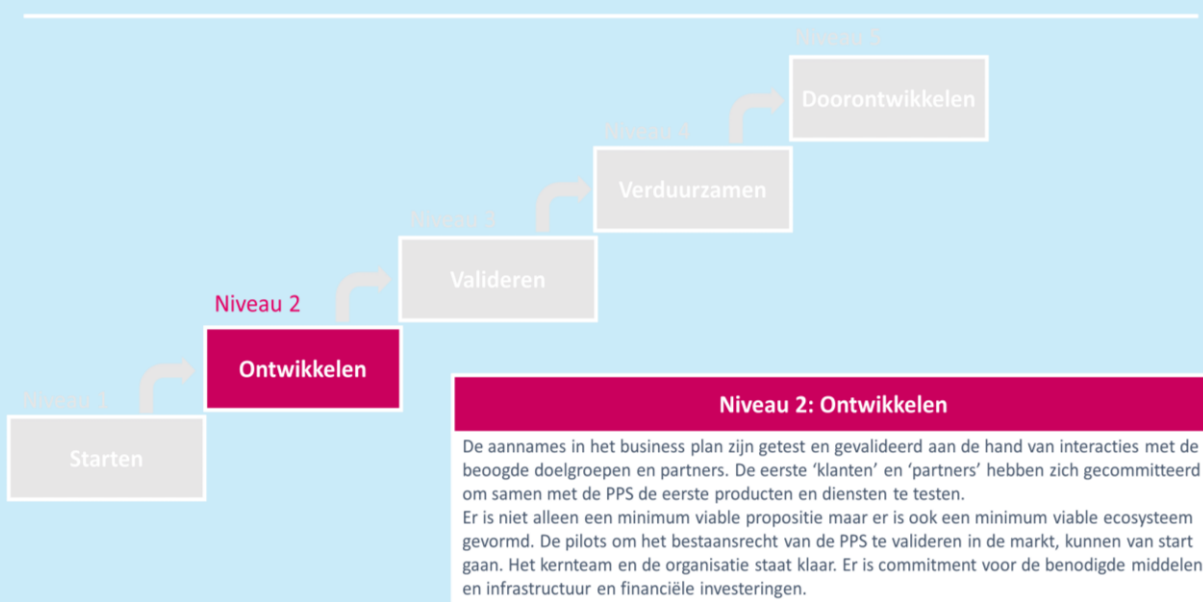 Niveau 5
Doorontwikkelen
Niveau 4
Verduurzamen
Niveau 3
Valideren
Niveau 2
Ontwikkelen
Niveau 1
Starten
Niveau 2: Ontwikkelen
De aannames in het business plan zijn getest en gevalideerd aan de hand van interacties met de
beoogde doelgroepen en partners. De eerste ‘klanten’ en ‘partners’ hebben zich gecommitteerd
om samen met de PPS de eerste producten en diensten te testen.
Er is niet alleen een minimum viable propositie maar er is ook een minimum viable ecosysteem
gevormd. De pilots om het bestaansrecht van de PPS te valideren in de markt, kunnen van start
gaan. Het kernteam en de organisatie staat klaar. Er is commitment voor de benodigde middelen
en infrastructuur en financiële investeringen.